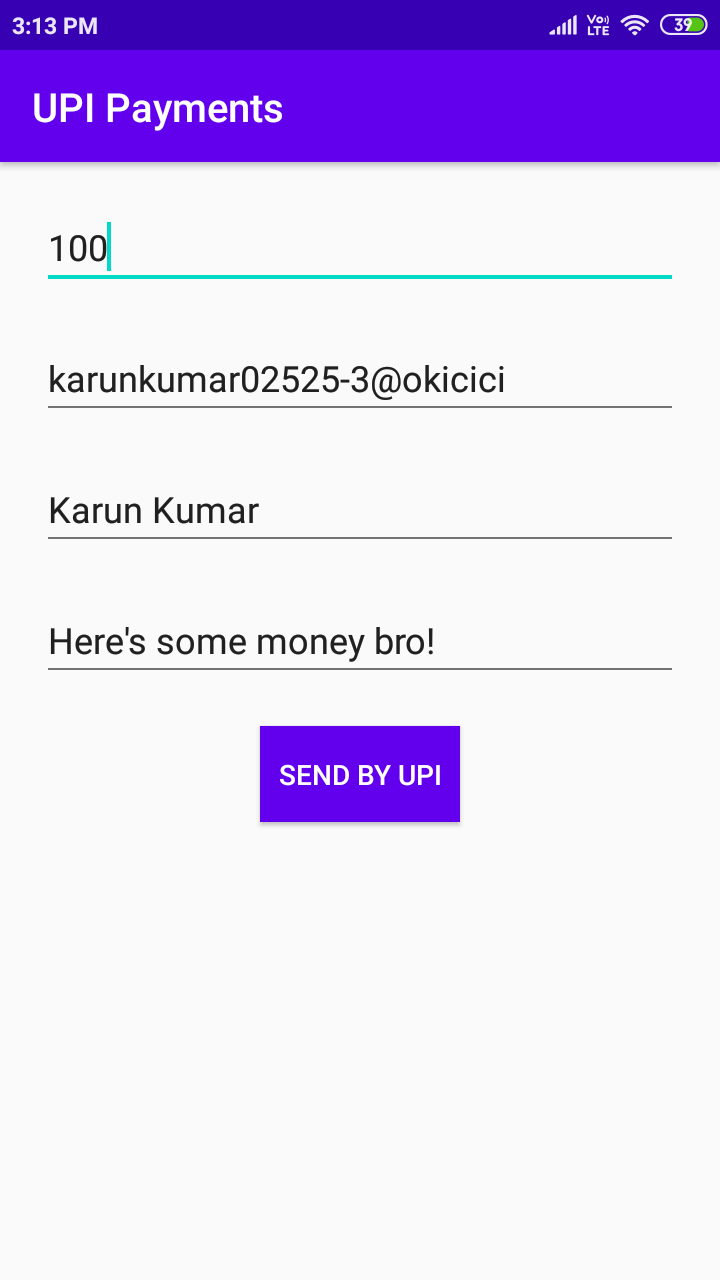 3:13 PM
Vo)) LTE
39
UPI Payments
100
karunkumar02525-3@okicici
Karun Kumar
Here's some money bro!
SEND BY UPI